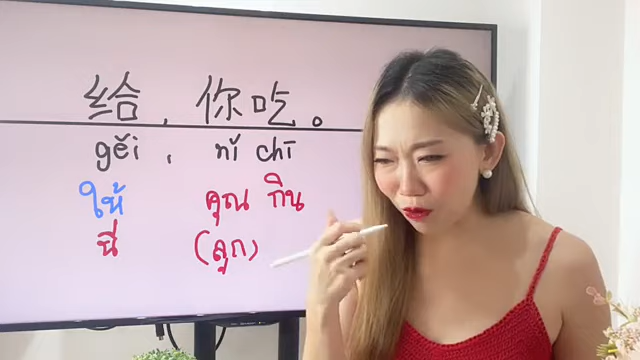 给，你吃。
gěi , nǐ chī
ให้ คุณ กิน
นี่ (ลูก)